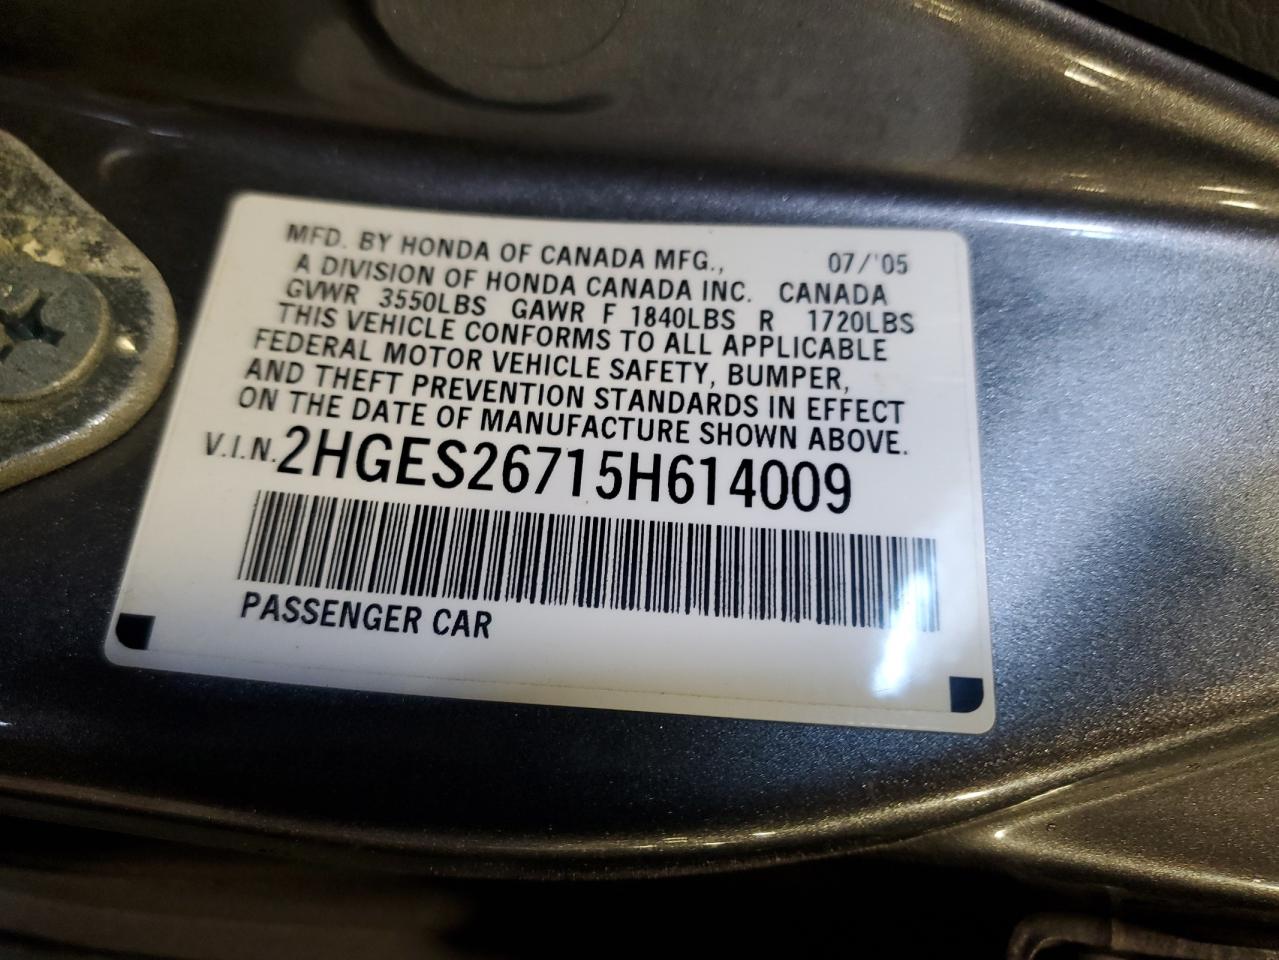 MFD. BY HONDA OF CANADA MFG., 07/'05
A DIVISION OF HONDA CANADA INC. CANADA
GVWR 3550LBS GAWR F 1840LBS R 1720LBS
THIS VEHICLE CONFORMS TO ALL APPLICABLE
FEDERAL MOTOR VEHICLE SAFETY, BUMPER,
AND THEFT PREVENTION STANDARDS IN EFFECT
ON THE DATE OF MANUFACTURE SHOWN ABOVE.
V.I.N. 2HGES26715H614009
PASSENGER CAR